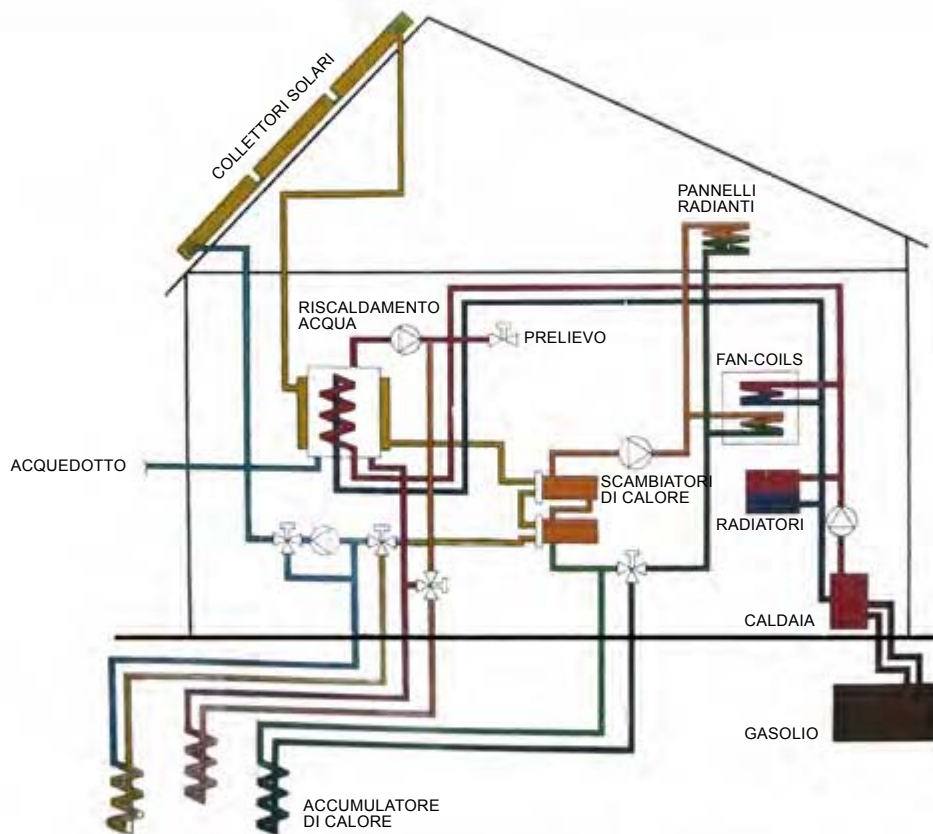 COLLETTORI SOLARI
PANNELLI
RADIANTI
RISCALDAMENTO
ACQUA
PRELIEVO
FAN-COILS
ACQUEDOTTO
SCAMBIATORI
DI CALORE
RADIATORI
CALDAIA
GASOLIO
ACCUMULATORE
DI CALORE